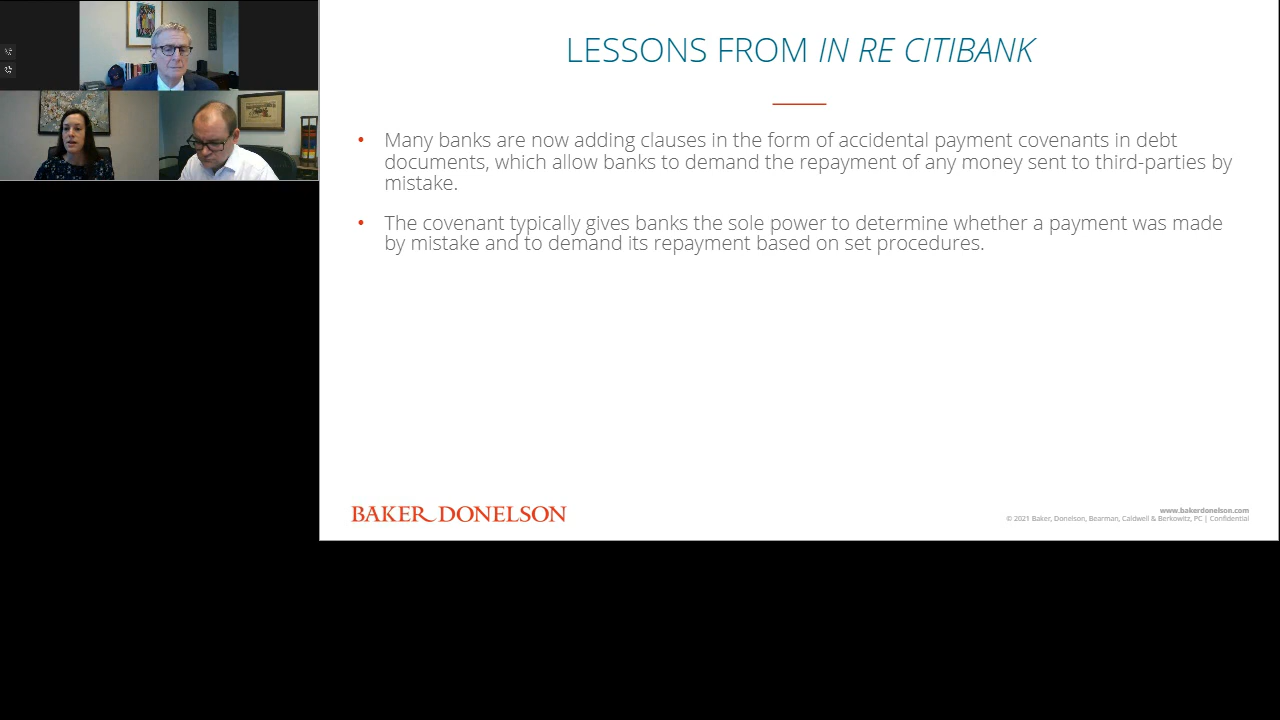 LESSONS FROM IN RE CITIBANK
• Many banks are now adding clauses in the form of accidental payment covenants in debt
documents, which allow banks to demand the repayment of any money sent to third-parties by
mistake.
• The covenant typically gives banks the sole power to determine whether a payment was made
by mistake and to demand its repayment based on set procedures.
BAKER DONELSON
www.bakerdonelson.com
© 2021 Baker, Donelson, Bearman, Caldwell & Berkowitz, PC | Confidential